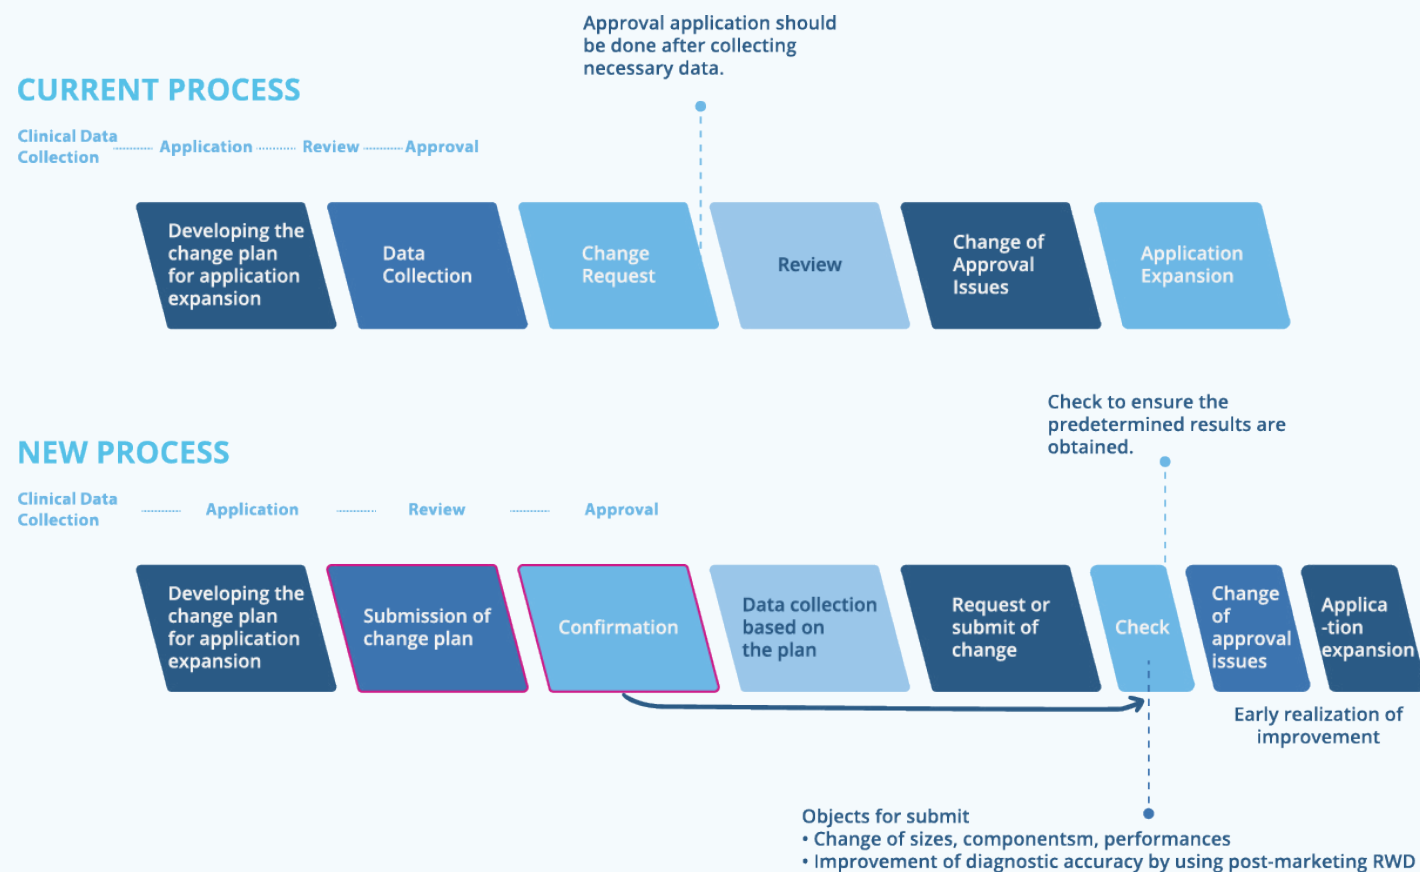 Approval application should
be done after collecting
necessary data.
CURRENT PROCESS
Clinical Data
Collection
Application
Review
Approval
Developing the
change plan
for application
expansion
Data
Collection
Change
Request
Review
Change of
Approval
Issues
Application
Expansion
Check to ensure the
predetermined results are
obtained.
NEW PROCESS
Clinical Data
Collection
Application
Review
Approval
Developing the
change plan
for application
expansion
Submission of
change plan
Confirmation
Data collection
based on
the plan
Request or
submit of
change
Check
Change
of
approval
issues
Applica
-tion
expansion
Early realization of
improvement
Objects for submit
• Change of sizes, componentsm, performances
• Improvement of diagnostic accuracy by using post-marketing RWD